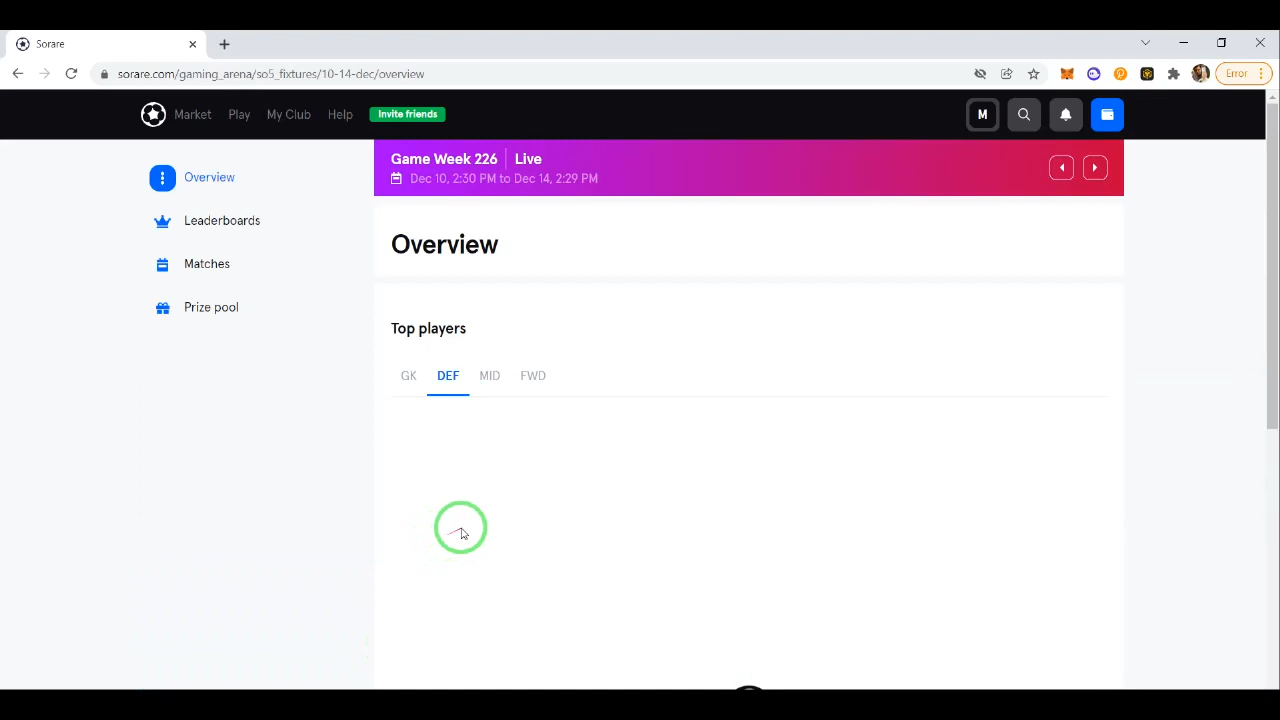 Sorare
sorare.com/gaming_arena/so5_fixtures/10-14-dec/overview
Error
Market
Play
My Club
Help
Invite friends
M
Overview
Leaderboards
Matches
Prize pool
Game Week 226
Live
Dec 10, 2:30 PM to Dec 14, 2:29 PM
Overview
Top players
GK
DEF
MID
FWD